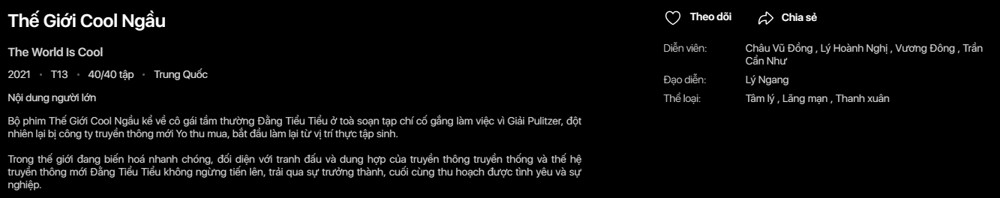 Thế Giới Cool Ngầu
The World Is Cool
2021 • T13 • 40/40 tập • Trung Quốc
Nội dung người lớn
Bộ phim Thế Giới Cool Ngầu kể về cô gái tầm thường Đằng Tiểu Tiểu ở toà soạn tạp chí cố gắng làm việc vì Giải Pulitzer, đột
nhiên lại bị công ty truyền thông mới Yo thu mua, bắt đầu làm lại từ vị trí thực tập sinh.
Trong thế giới đang biến hoá nhanh chóng, đối diện với tranh đấu và dung hợp của truyền thông truyền thống và thế hệ
truyền thông mới Đằng Tiểu Tiểu không ngừng tiến lên, trải qua sự trưởng thành, cuối cùng thu hoạch được tình yêu và sự
nghiệp.
Theo dõi Chia sẻ
Diễn viên: Châu Vũ Đồng , Lý Hoành Nghị , Vương Đông , Trần
Cẩn Như
Đạo diễn: Lý Ngang
Thể loại: Tâm lý , Lãng mạn , Thanh xuân